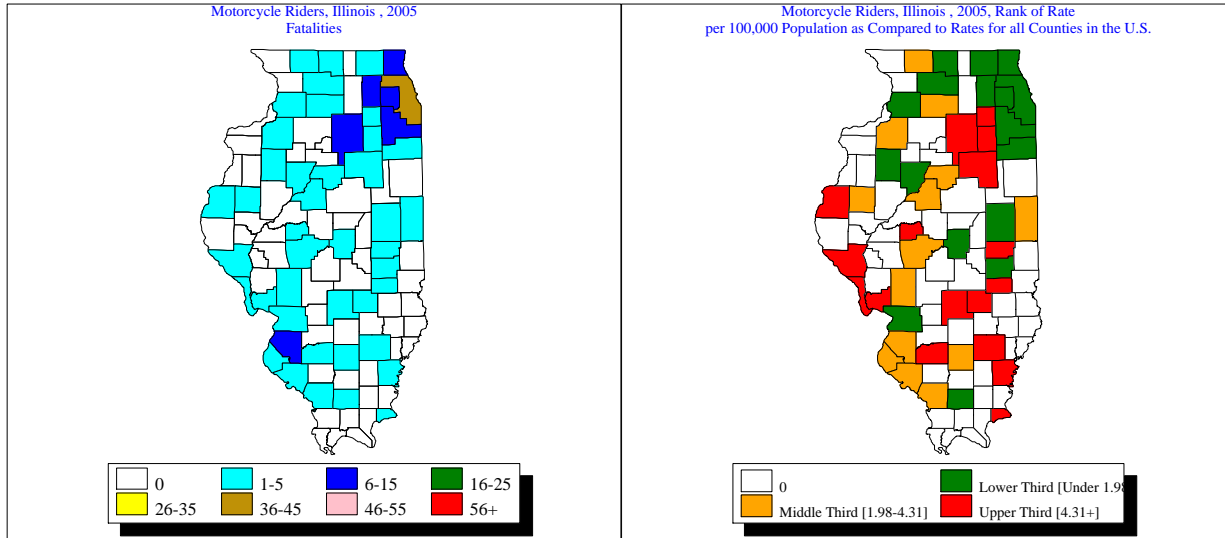 Motorcycle Riders, Illinois , 2005
Fatalities
0
1-5
6-15
16-25
26-35
36-45
46-55
56+
Motorcycle Riders, Illinois , 2005, Rank of Rate
per 100,000 Population as Compared to Rates for all Counties in the U.S.
0
Lower Third [Under 1.98
Middle Third [1.98-4.31]
Upper Third [4.31+]